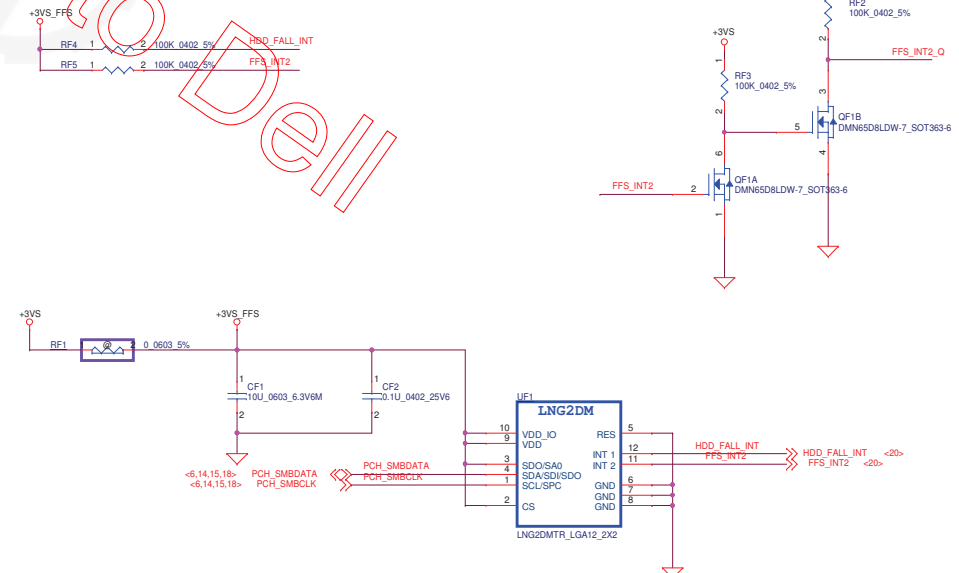 +3VS_FFS
RF4 1 2 100K_0402_5% HDD_FALL_INT
RF5 1 2 100K_0402_5% FFS_INT2
Dell
RF2
100K_0402_5%
2
FFS_INT2_Q
+3VS
1
RF3
100K_0402_5%
2
3
QF1B
5 DMN65D8LDW-7_SOT363-6
4
6
QF1A
FFS_INT2 2 DMN65D8LDW-7_SOT363-6
1
+3VS
+3VS_FFS
RF1 1 @ 2 0_0603_5%
1
CF1
10U_0603_6.3V6M
2
1
CF2
0.1U_0402_25V6
2
UF1
LNG2DM
10 VDD_IO RES 5
9 VDD
INT 1 12 HDD_FALL_INT HDD_FALL_INT <20>
3 SDO/SA0 INT 2 11 FFS_INT2 FFS_INT2 <20>
<6,14,15,18> PCH_SMBDATA PCH_SMBDATA 4 SDA/SDI/SDO
<6,14,15,18> PCH_SMBCLK PCH_SMBCLK 1 SCL/SPC GND 6
GND 7
2 CS GND 8
LNG2DMTR_LGA12_2X2